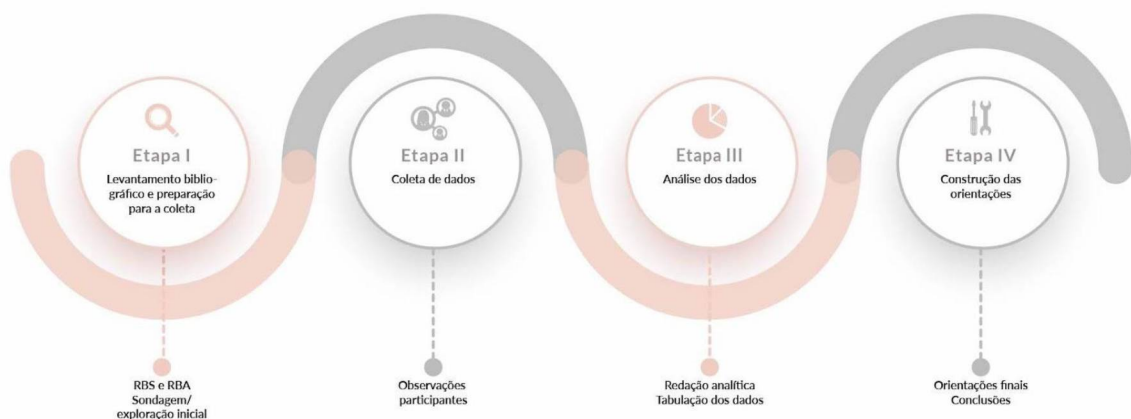 Etapa I
Levantamento biblio-
gráfico e preparação
para a coleta
RBS e RBA
Sondagem/
exploração inicial
Etapa II
Coleta de dados
Observações
participantes
Etapa III
Análise dos dados
Redação analítica
Tabulação dos dados
Etapa IV
Construção das
orientações
Orientações finais
Conclusões